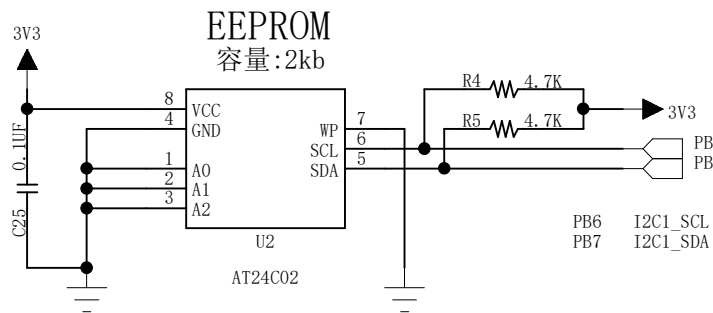 EEPROM
容量:2kb
3V3
8
VCC
4
GND
1
A0
2
A1
3
A2
WP
7
SCL
6
SDA
5
R4
4.7K
R5
4.7K
3V3
PB
PB
0.1UF
C25
U2
AT24C02
PB6 I2C1_SCL
PB7 I2C1_SDA